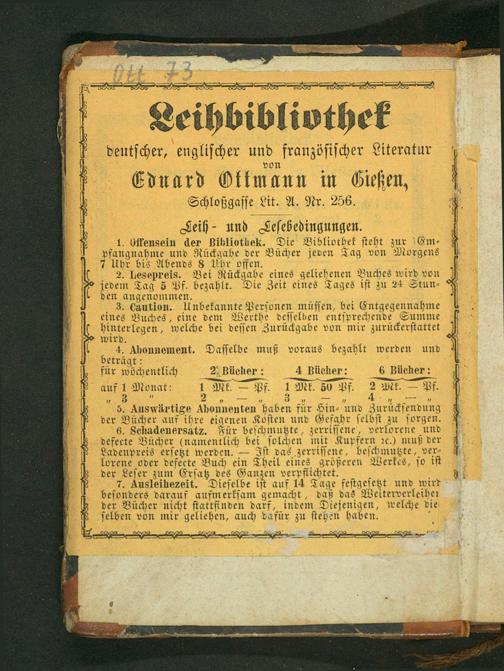 Ott 73
Leihbibliothek
deutscher, englischer und französischer Literatur
von
Eduard Ottmann in Gießen,
Schloßgasse Lit. A. Nr. 256.
Leih- und Lesebedingungen.
1. Offensein der Bibliothek. Die Bibliothek steht zur Em-
pfangnahme und Rückgabe der Bücher jeden Tag von Morgens
7 Uhr bis Abends 8 Uhr offen.
2. Lesepreis. Bei Rückgabe eines geliehenen Buches wird von
jedem Tag 5 Pf. bezahlt. Die Zeit eines Tages ist zu 24 Stun-
den angenommen.
3. Caution. Unbekannte Personen müssen, bei Entgegennahme
eines Buches, eine dem Werthe desselben entsprechende Summe
hinterlegen, welche bei dessen Zurückgabe von mir zurückerstattet
wird.
4. Abonnement. Dasselbe muß voraus bezahlt werden und
beträgt:
für wöchentlich 2 Bücher: 4 Bücher: 6 Bücher:
auf 1 Monat: 1 Mk. — Pf. 1 Mk. 50 Pf. 2 Mk. — Pf.
„ 3 „ 2 „ — „ 3 „ — „ 4 „ — „
5. Auswärtige Abonnenten haben für Hin- und Zurücksendung
der Bücher auf ihre eigenen Kosten und Gefahr selbst zu sorgen.
6. Schadenersatz. Für beschmutzte, zerrissene, verlorene und
defecte Bücher (namentlich bei solchen mit Kupfern ꝛc.) muß der
Ladenpreis ersetzt werden. — Ist das zerrissene, beschmutzte, ver-
lorene oder defecte Buch ein Theil eines größeren Werkes, so ist
der Leser zum Ersatz des Ganzen verpflichtet.
7. Ausleihezeit. Dieselbe ist auf 14 Tage festgesetzt und wird
besonders darauf aufmerksam gemacht, daß das Weiterverleihen
der Bücher nicht stattfinden darf, indem Diejenigen, welche die-
selben von mir geliehen, auch dafür zu stehen haben.